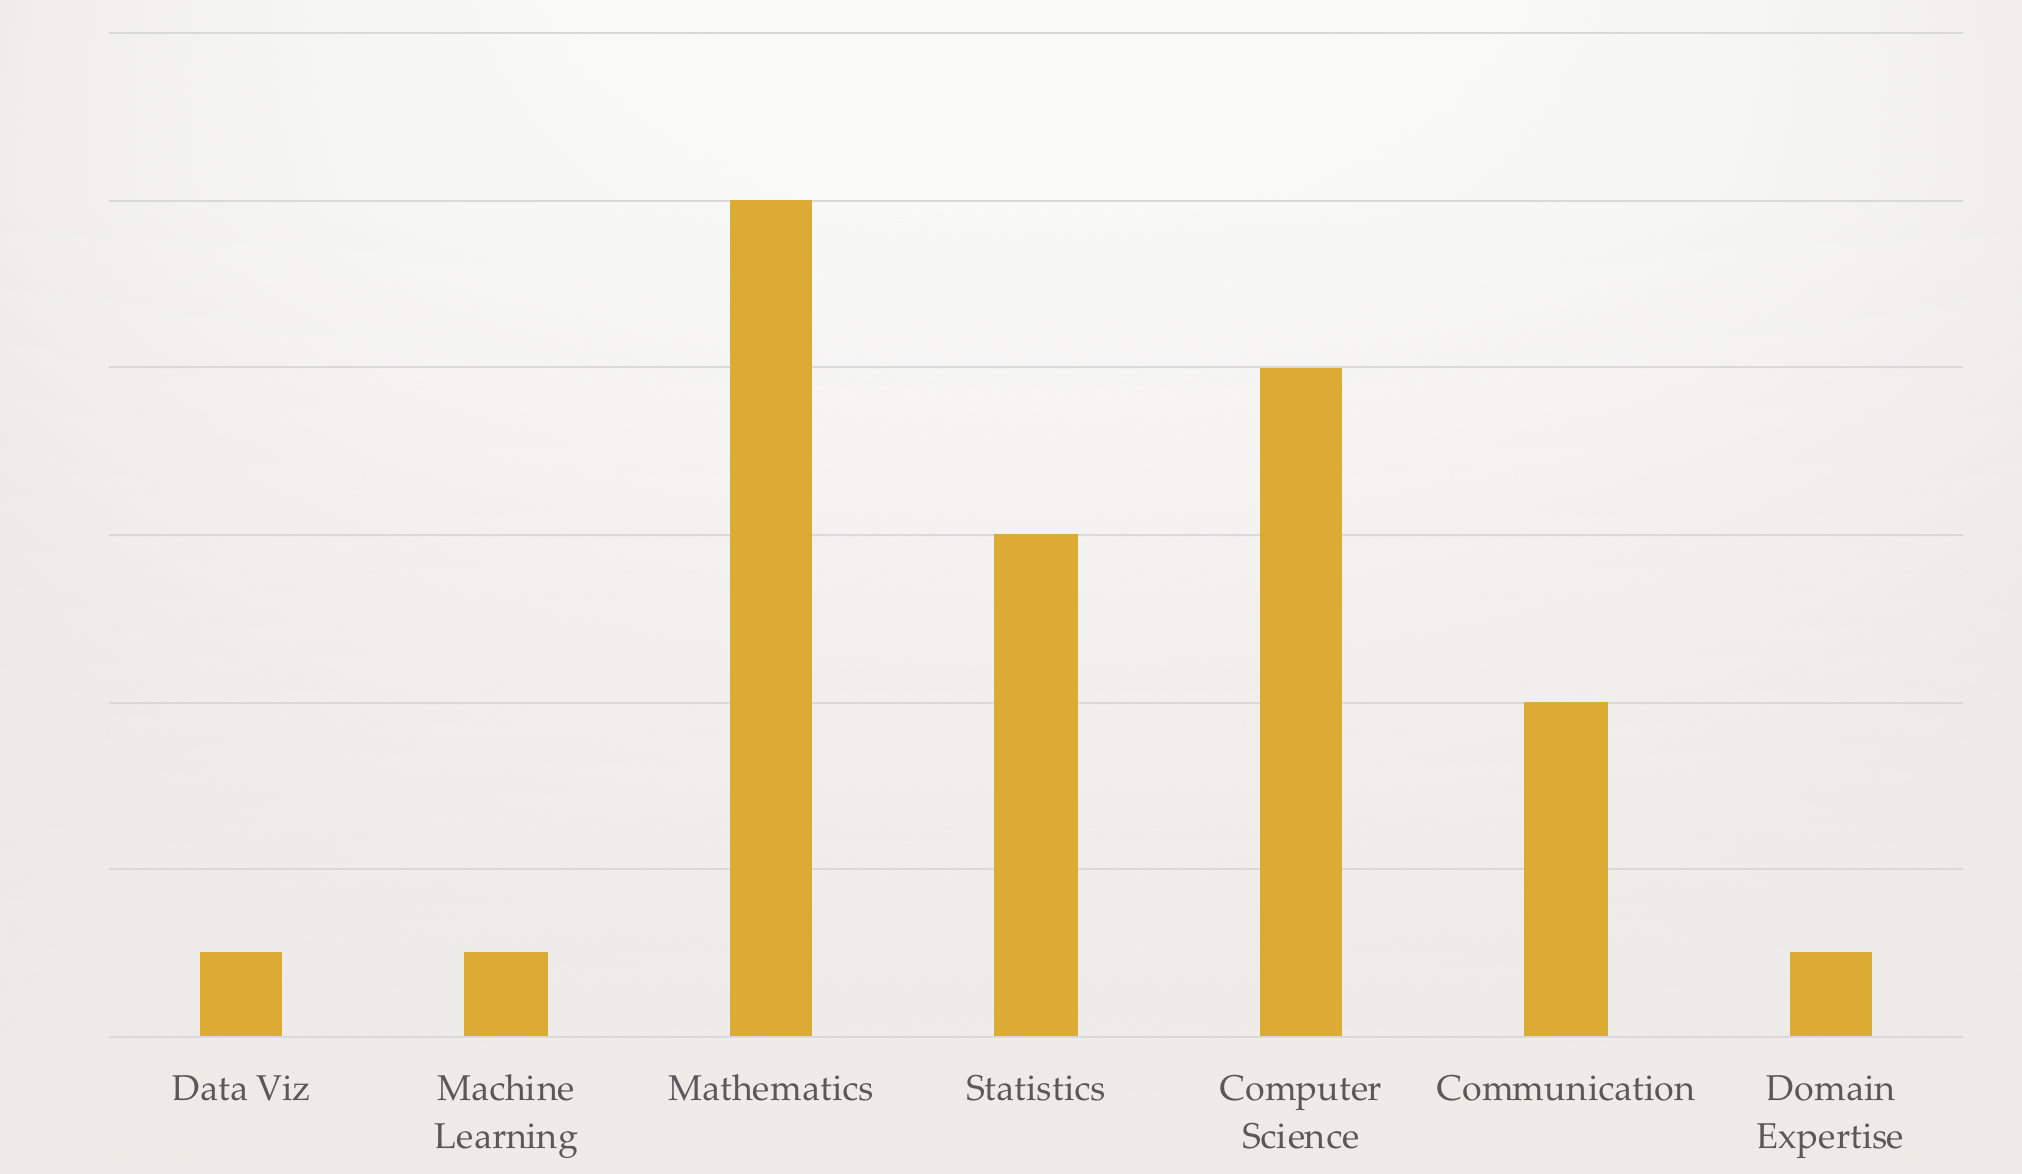 Data Viz
Machine
Learning
Mathematics
Statistics
Computer
Science
Communication
Domain
Expertise